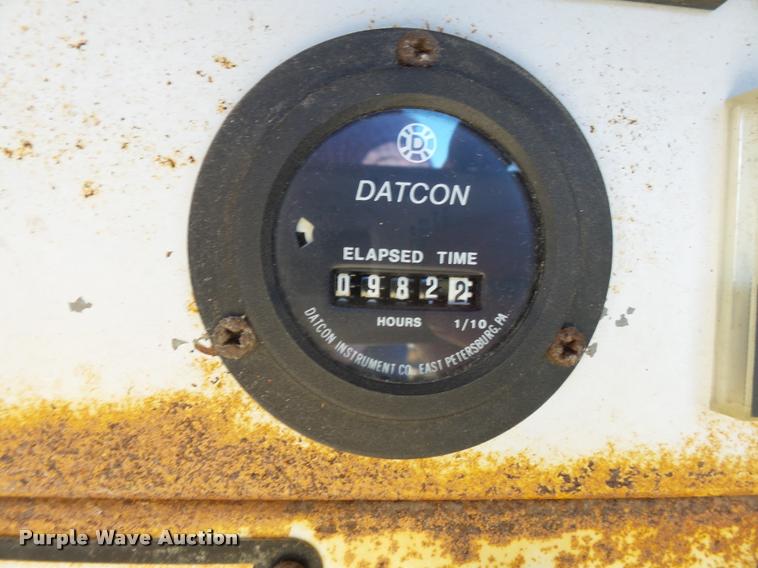 D
DATCON
ELAPSED TIME
09822
HOURS 1/10
DATCON INSTRUMENT CO. EAST PETERSBURG, PA.
Purple Wave Auction